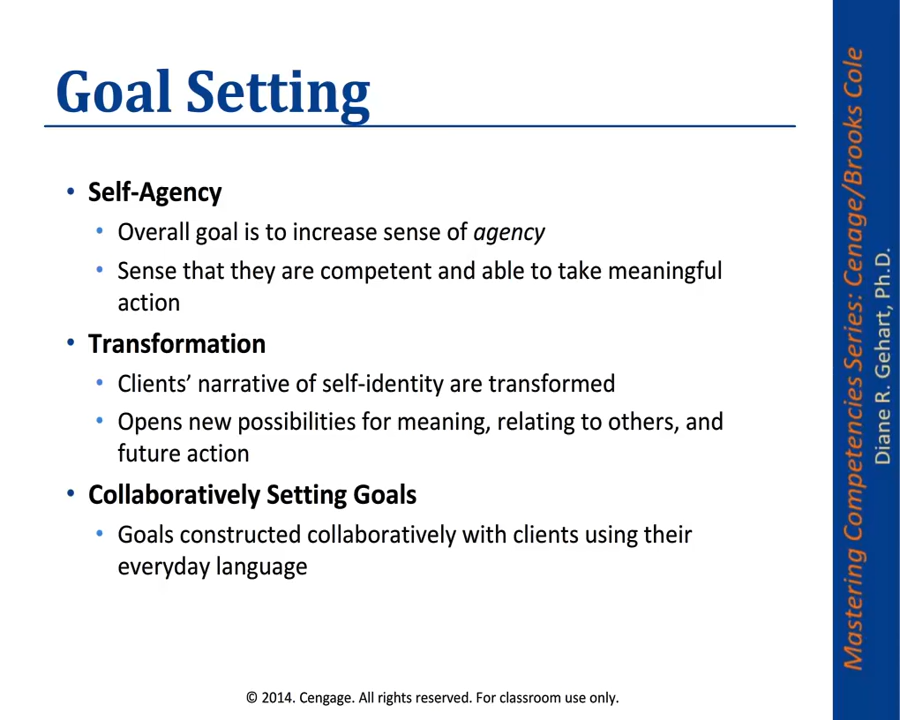 Goal Setting
• Self-Agency
• Overall goal is to increase sense of agency
• Sense that they are competent and able to take meaningful
action
• Transformation
• Clients’ narrative of self-identity are transformed
• Opens new possibilities for meaning, relating to others, and
future action
• Collaboratively Setting Goals
• Goals constructed collaboratively with clients using their
everyday language
© 2014. Cengage. All rights reserved. For classroom use only.
Mastering Competencies Series: Cenage/Brooks Cole
Diane R. Gehart, Ph.D.